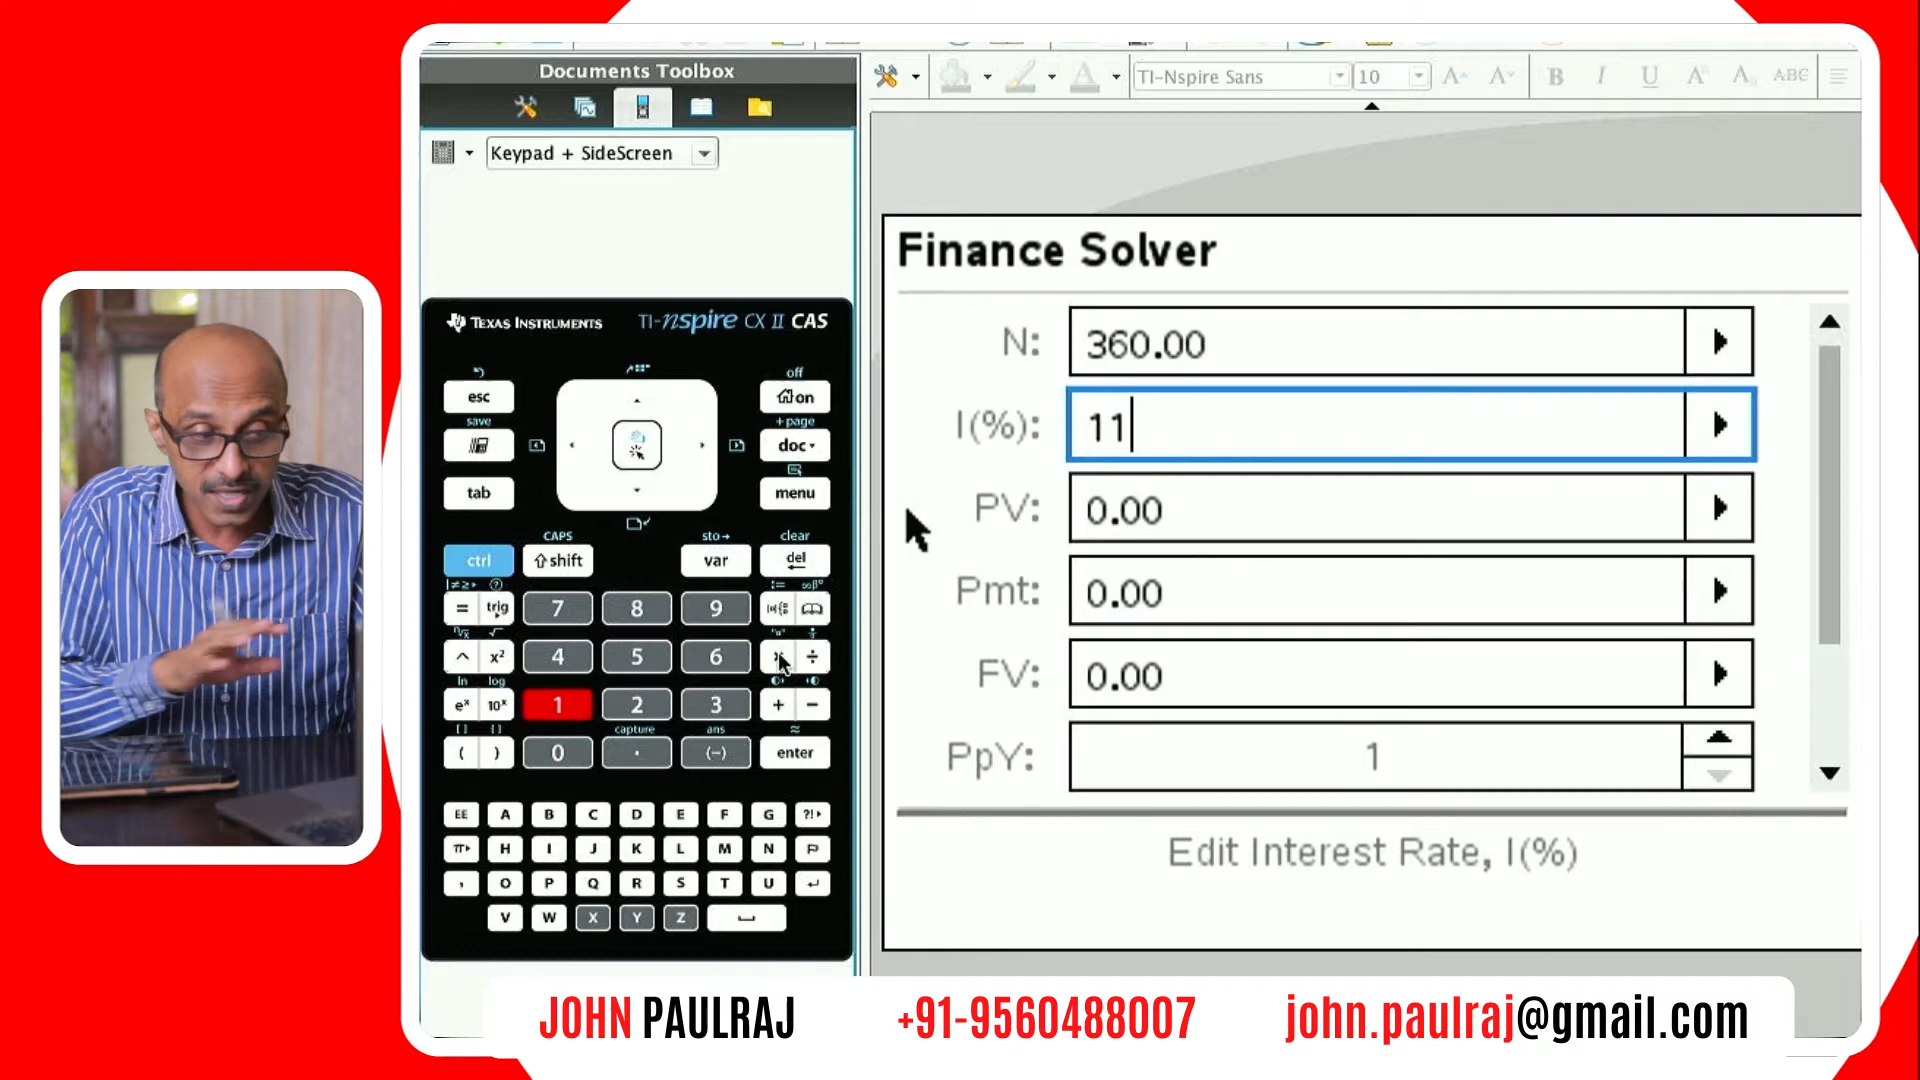 Documents Toolbox
Keypad + SideScreen
TI-Nspire Sans
10
B I U A A ABC
TEXAS INSTRUMENTS
TI-nspire CX II CAS
off
esc
on
save
+page
doc
tab
menu
CAPS
sto→
clear
ctrl
shift
var
del
= trig 7 8 9
^ x² 4 5 6 ÷
ln log
eˣ 10ˣ 1 2 3 + −
capture
ans
( ) 0 . (−) enter
EE A B C D E F G ?!▸
π▸ H I J K L M N
, O P Q R S T U
V W X Y Z
Finance Solver
N: 360.00
I(%): 11
PV: 0.00
Pmt: 0.00
FV: 0.00
PpY: 1
Edit Interest Rate, I(%)
JOHN PAULRAJ
+91-9560488007
john.paulraj@gmail.com